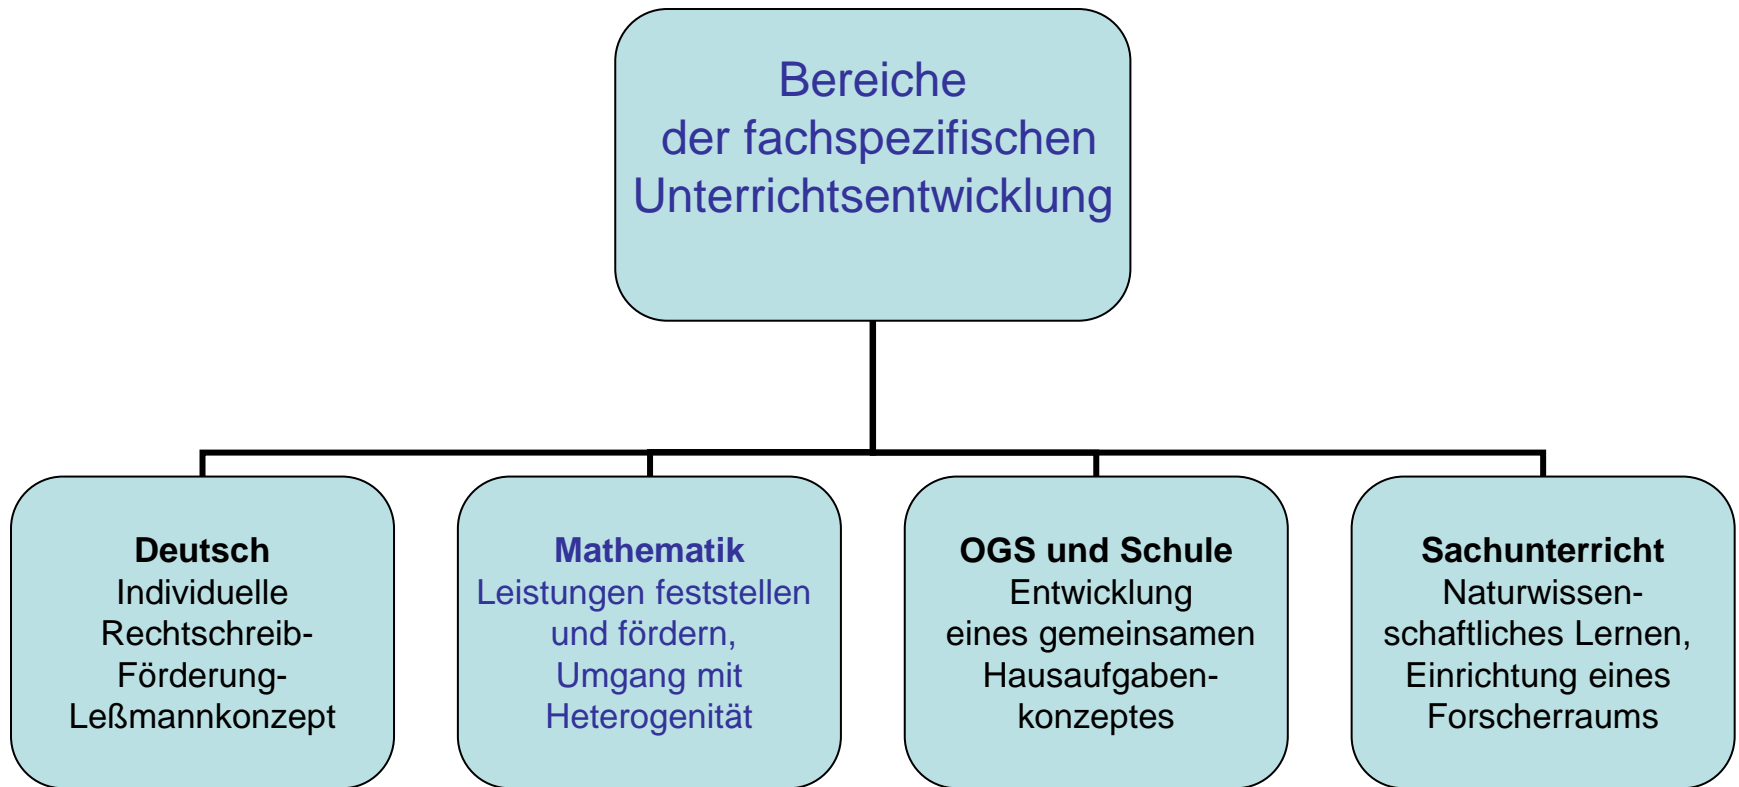 Bereiche
der fachspezifischen
Unterrichtsentwicklung
Deutsch
Individuelle
Rechtschreib-
Förderung-
Leßmannkonzept
Mathematik
Leistungen feststellen
und fördern,
Umgang mit
Heterogenität
OGS und Schule
Entwicklung
eines gemeinsamen
Hausaufgaben-
konzeptes
Sachunterricht
Naturwissen-
schaftliches Lernen,
Einrichtung eines
Forscherraums